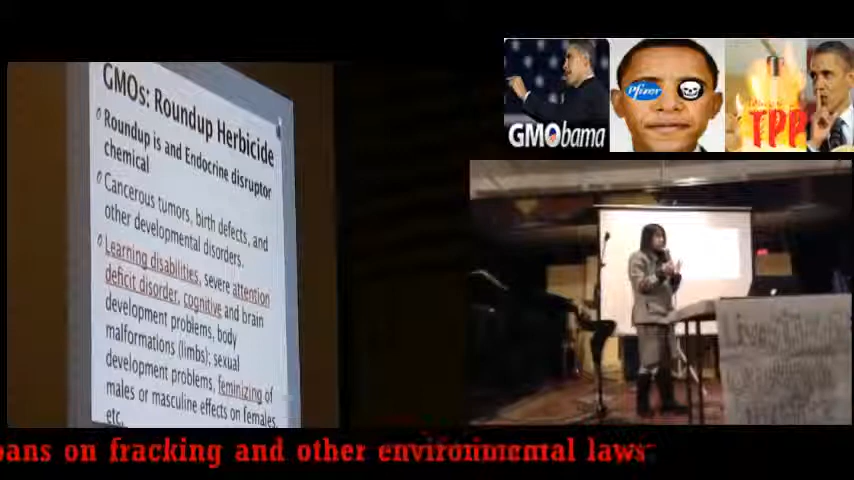 GMOs: Roundup Herbicide
Roundup is and Endocrine disruptor
chemical
Cancerous tumors, birth defects, and
other developmental disorders.
Learning disabilities, severe attention
deficit disorder, cognitive and brain
development problems, body
malformations (limbs); sexual
development problems, feminizing of
males or masculine effects on females,
etc.
GMObama
Pfizer
TPP
bans on fracking and other environmental laws